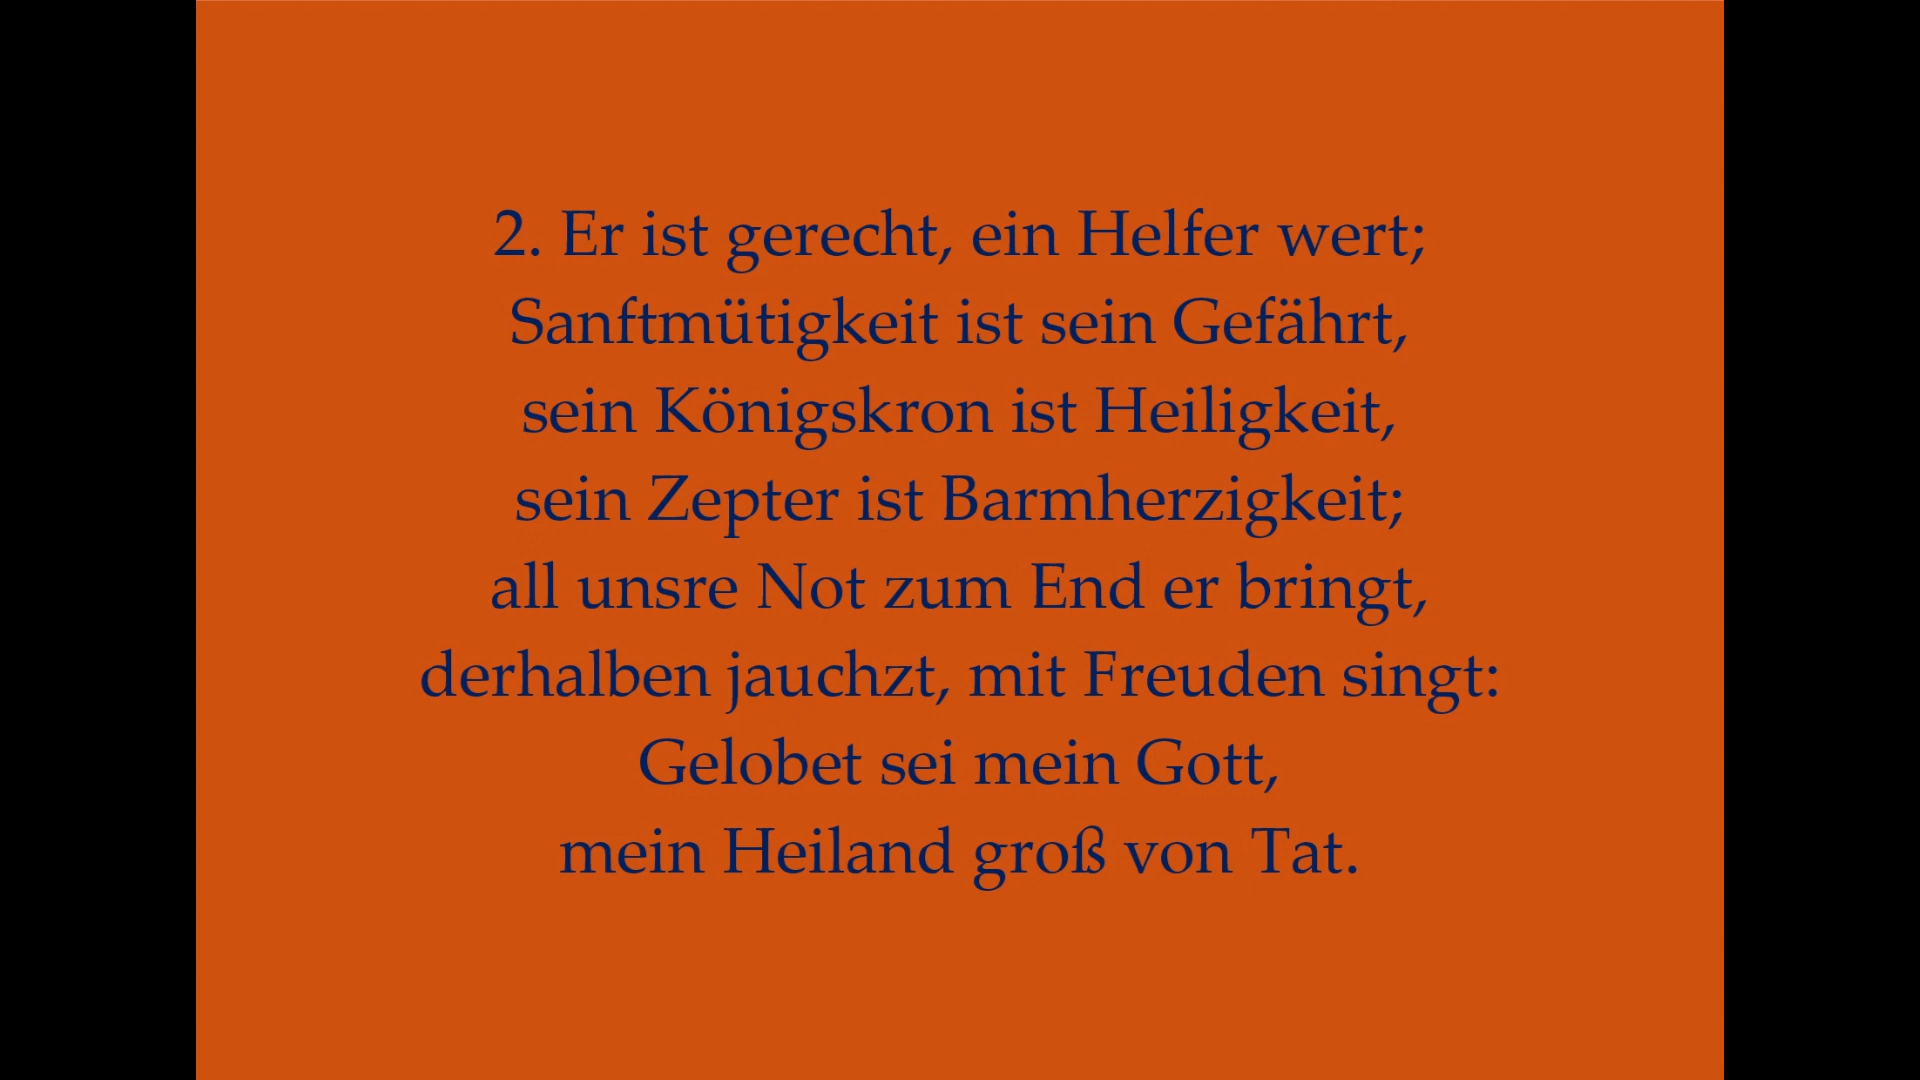 2. Er ist gerecht, ein Helfer wert;
Sanftmütigkeit ist sein Gefährt,
sein Königskron ist Heiligkeit,
sein Zepter ist Barmherzigkeit;
all unsre Not zum End er bringt,
derhalben jauchzt, mit Freuden singt:
Gelobet sei mein Gott,
mein Heiland groß von Tat.